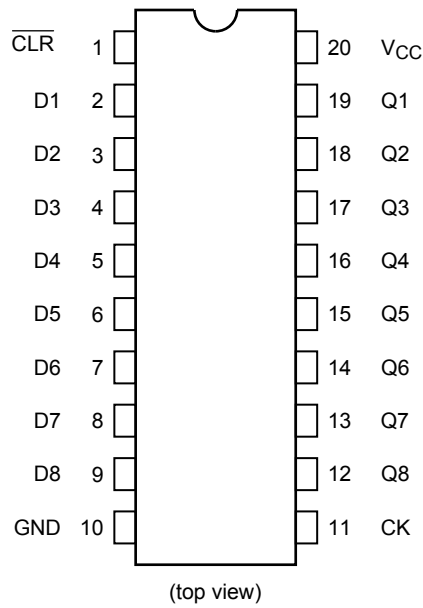 CLR 1 20 VCC
D1 2 19 Q1
D2 3 18 Q2
D3 4 17 Q3
D4 5 16 Q4
D5 6 15 Q5
D6 7 14 Q6
D7 8 13 Q7
D8 9 12 Q8
GND 10 11 CK
(top view)